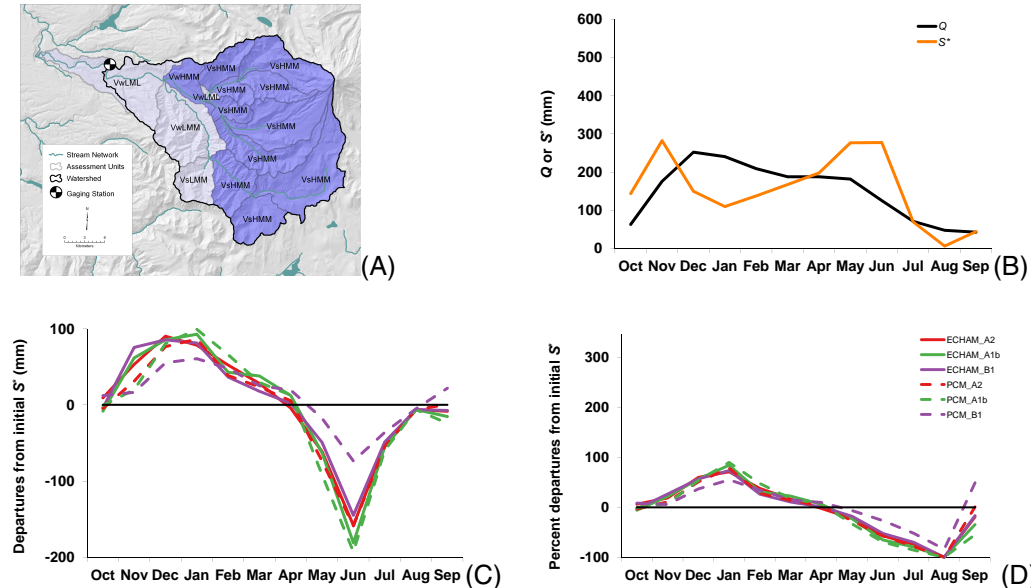 VsHMM
VsHMM
VwHMM
VsHMM
VwLML
VwLML
VsHMM
VwLMM
VsHMM
VsHMM
VsLMM
VsHMM
VsHMM
VsHMM
Stream Network
Assessment Units
Watershed
Gaging Station
N
Kilometers
(A)
Q or S* (mm)
600
500
400
300
200
100
0
Q
S*
Oct Nov Dec Jan Feb Mar Apr May Jun Jul Aug Sep
(B)
Departures from initial S* (mm)
100
0
-100
-200
Oct Nov Dec Jan Feb Mar Apr May Jun Jul Aug Sep
(C)
Percent departures from initial S*
300
200
100
0
-100
ECHAM_A2
ECHAM_A1b
ECHAM_B1
PCM_A2
PCM_A1b
PCM_B1
Oct Nov Dec Jan Feb Mar Apr May Jun Jul Aug Sep
(D)